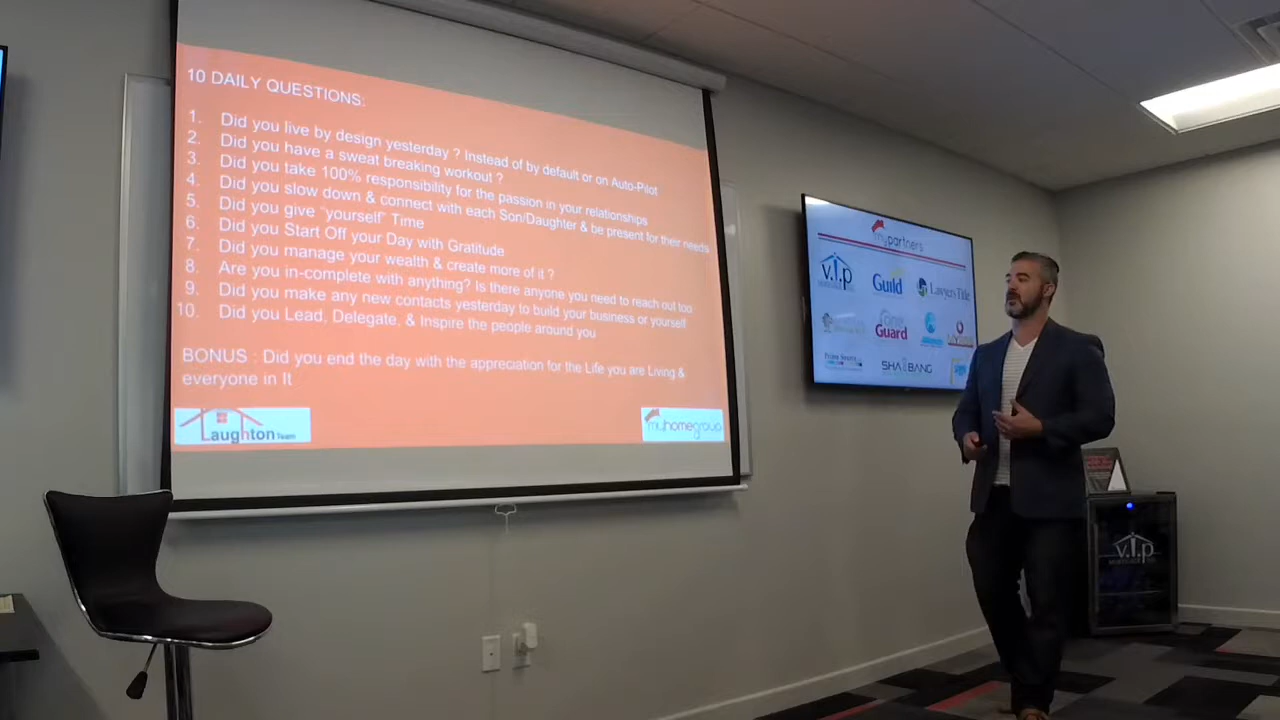 10 DAILY QUESTIONS:
1. Did you live by design yesterday ? Instead of by default or on Auto-Pilot
2. Did you have a sweat breaking workout ?
3. Did you take 100% responsibility for the passion in your relationships
4. Did you slow down & connect with each Son/Daughter & be present for their needs
5. Did you give "yourself" Time
6. Did you Start Off your Day with Gratitude
7. Did you manage your wealth & create more of it ?
8. Are you in-complete with anything? Is there anyone you need to reach out too
9. Did you make any new contacts yesterday to build your business or yourself
10. Did you Lead, Delegate, & Inspire the people around you
BONUS : Did you end the day with the appreciation for the Life you are Living &
everyone in It
Laughton Team
myhomegroup
mypartners
v.i.p
Guild
Lawyers Title
one
Guard
SHABANG
v.i.p
MORTGAGE